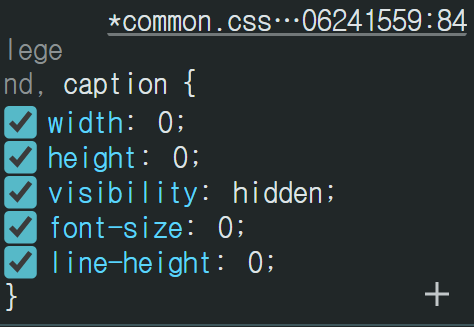 *common.css…06241559:84
lege
nd, caption {
width: 0;
height: 0;
visibility: hidden;
font-size: 0;
line-height: 0;
}